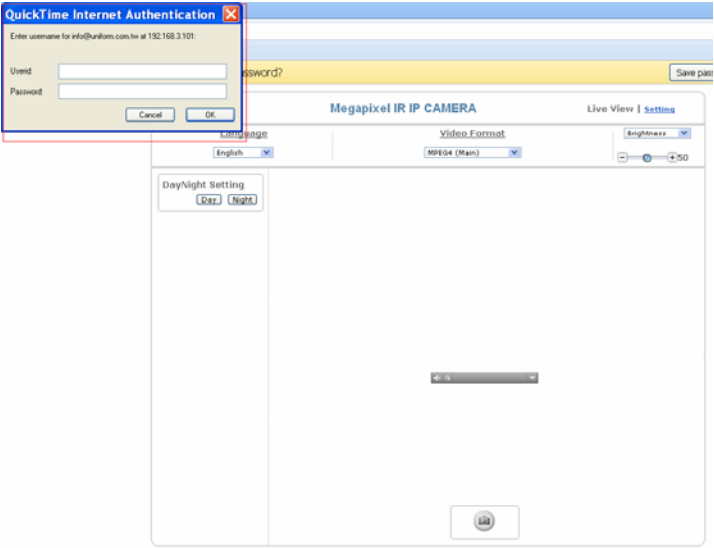 QuickTime Internet Authentication
Enter username for info@uniform.com.tw at 192.168.3.101:
Userid:
Password:
Cancel OK
ssword?
Save pass
Megapixel IR IP CAMERA
Live View | Setting
Language
Video Format
Brightness
English
MPEG4 (Main)
50
DayNight Setting
Day Night